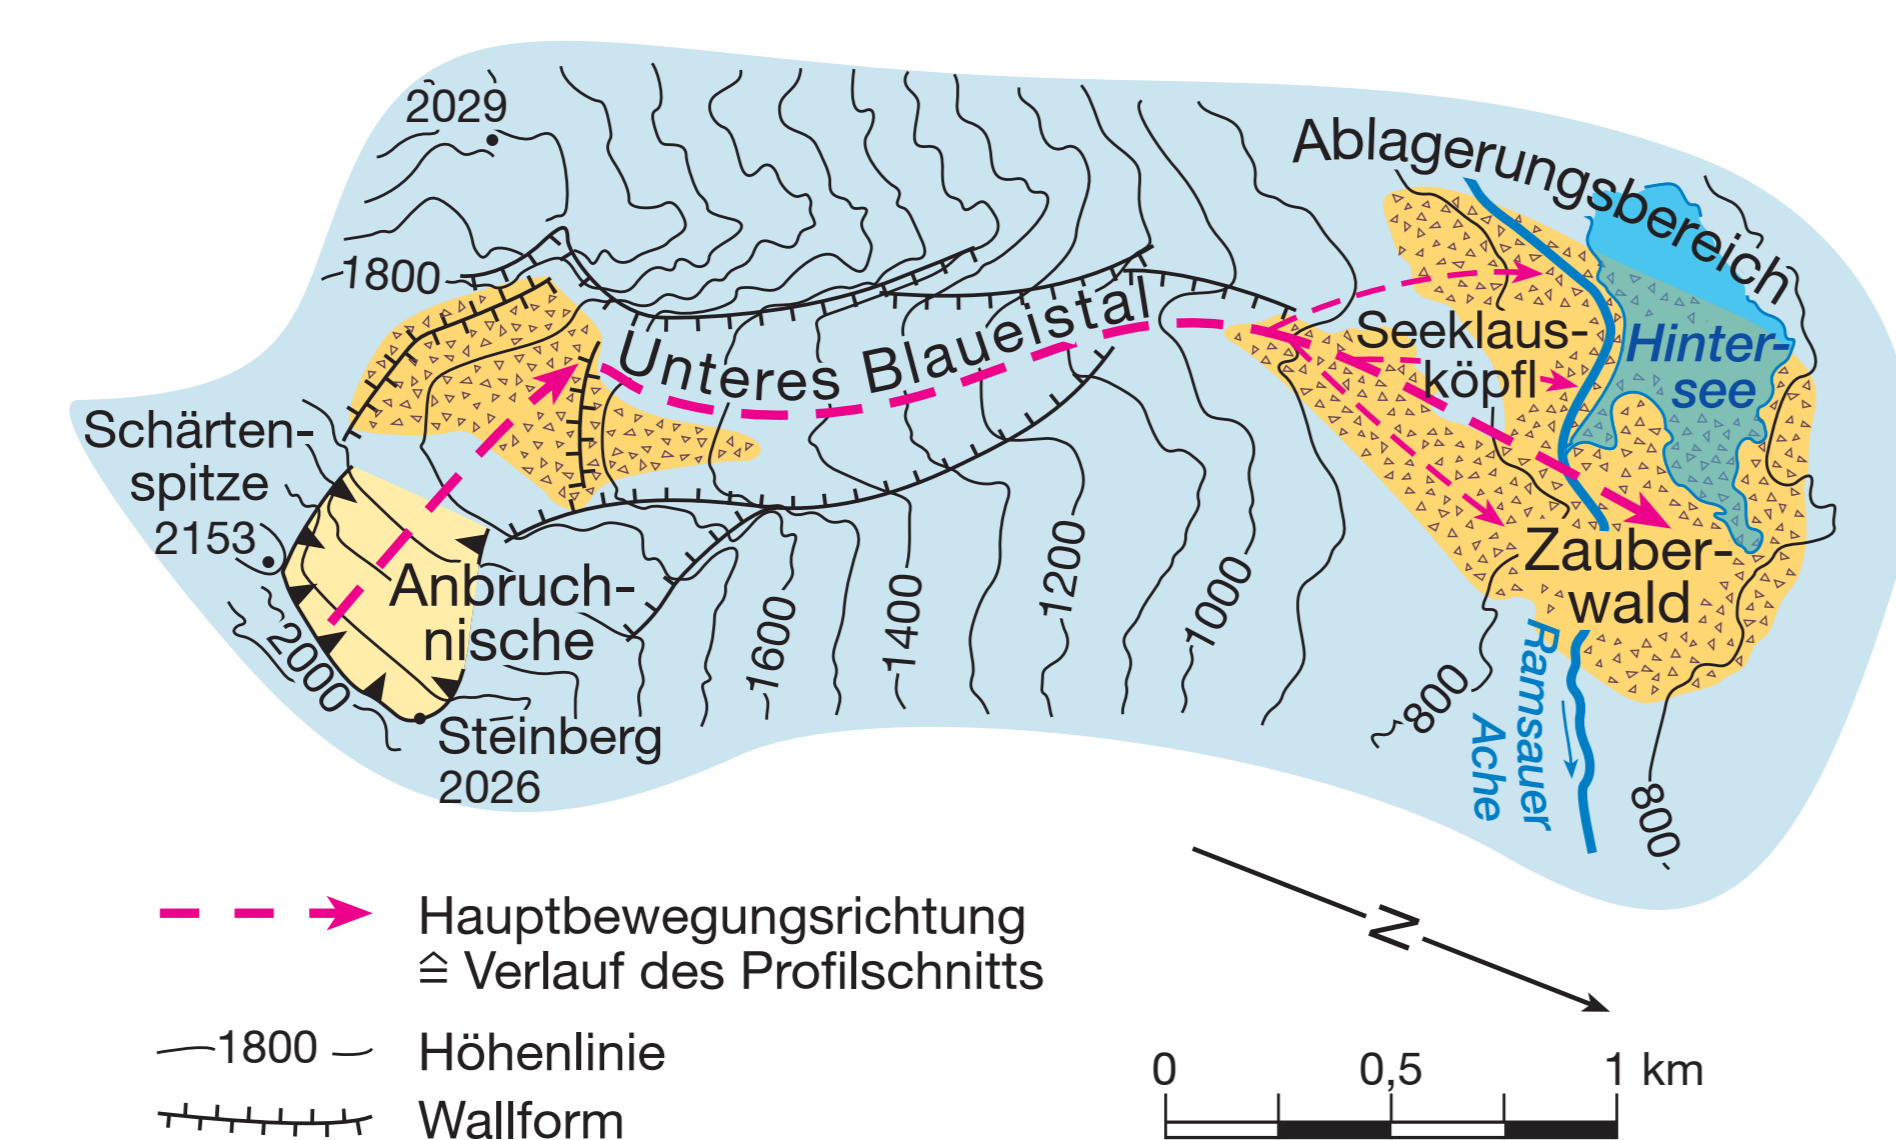 2029
Ablagerungsbereich
1800
Unteres Blaueistal
Seeklaus-
köpfl
Hinter-
see
Schärten-
spitze
2153
Anbruch-
nische
2000
Steinberg
2026
1600
1400
1200
1000
800
Zauber-
wald
Ramsauer
Ache
800
N
Hauptbewegungsrichtung
≙ Verlauf des Profilschnitts
1800
Höhenlinie
Wallform
0 0,5 1 km